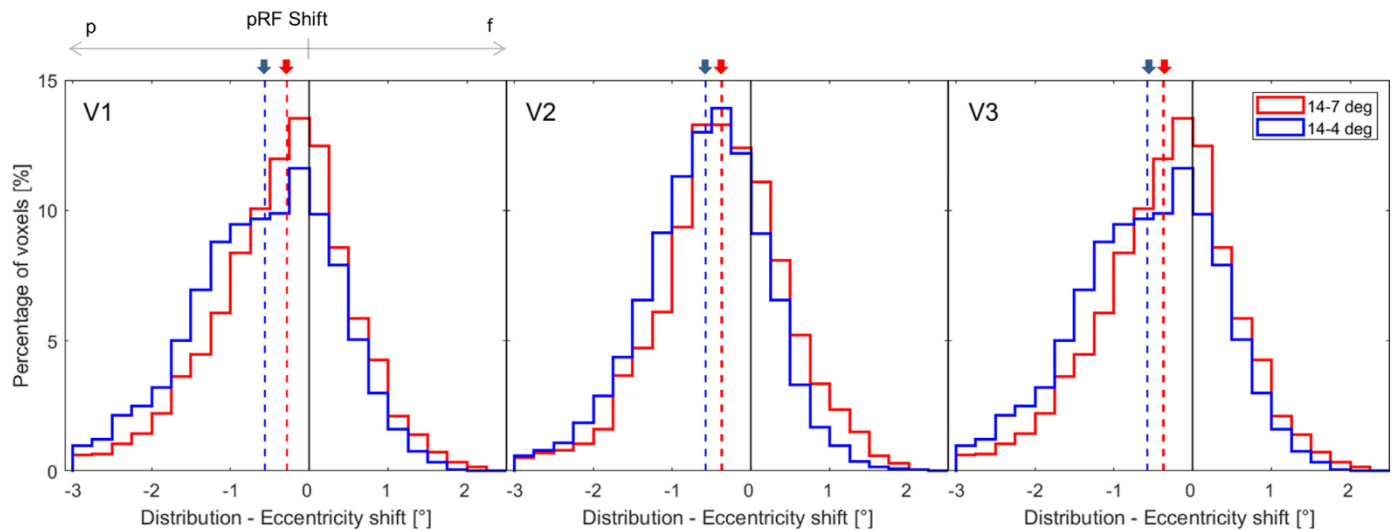 pRF Shift
p
f
V1
V2
V3
14-7 deg
14-4 deg
Percentage of voxels [%]
15
10
5
0
-3 -2 -1 0 1 2
-3 -2 -1 0 1 2
-3 -2 -1 0 1 2
Distribution - Eccentricity shift [°]
Distribution - Eccentricity shift [°]
Distribution - Eccentricity shift [°]